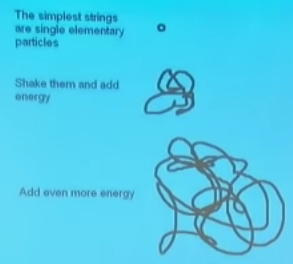 The simplest strings
are single elementary
particles
Shake them and add
energy
Add even more energy